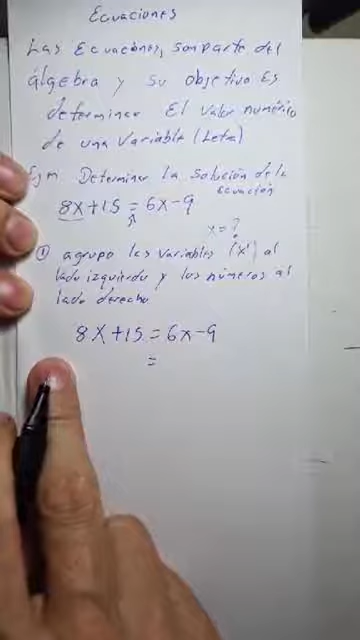 Ecuaciones
Las Ecuaciones, son parte del
álgebra y su objetivo Es
determinar El valor numérico
de una Variable (Letra)
Ejm Determinar la solución de la
ecuación
8x+15=6x-9
x=?
① agrupo las variables (x) al
lado izquierdo y los números al
lado derecho
8x+15=6x-9
=